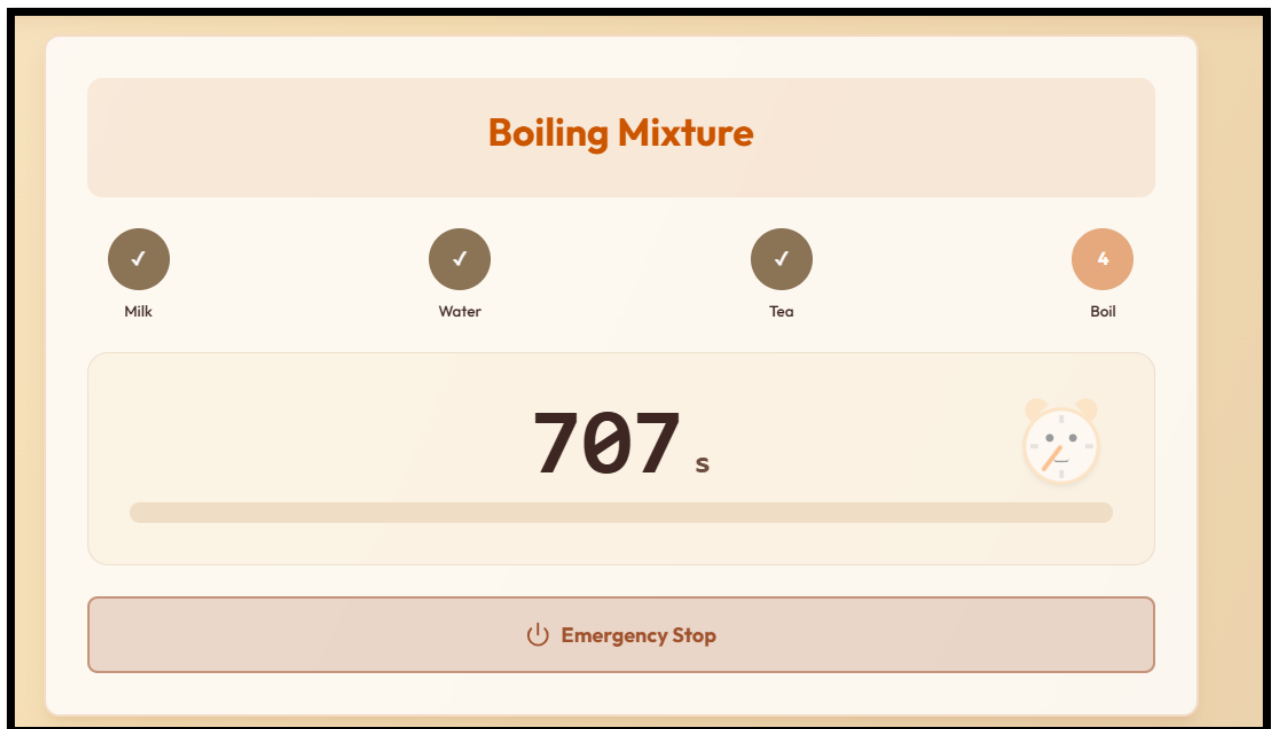 Boiling Mixture
✓ ✓ ✓ 4
Milk Water Tea Boil
707 s
Emergency Stop